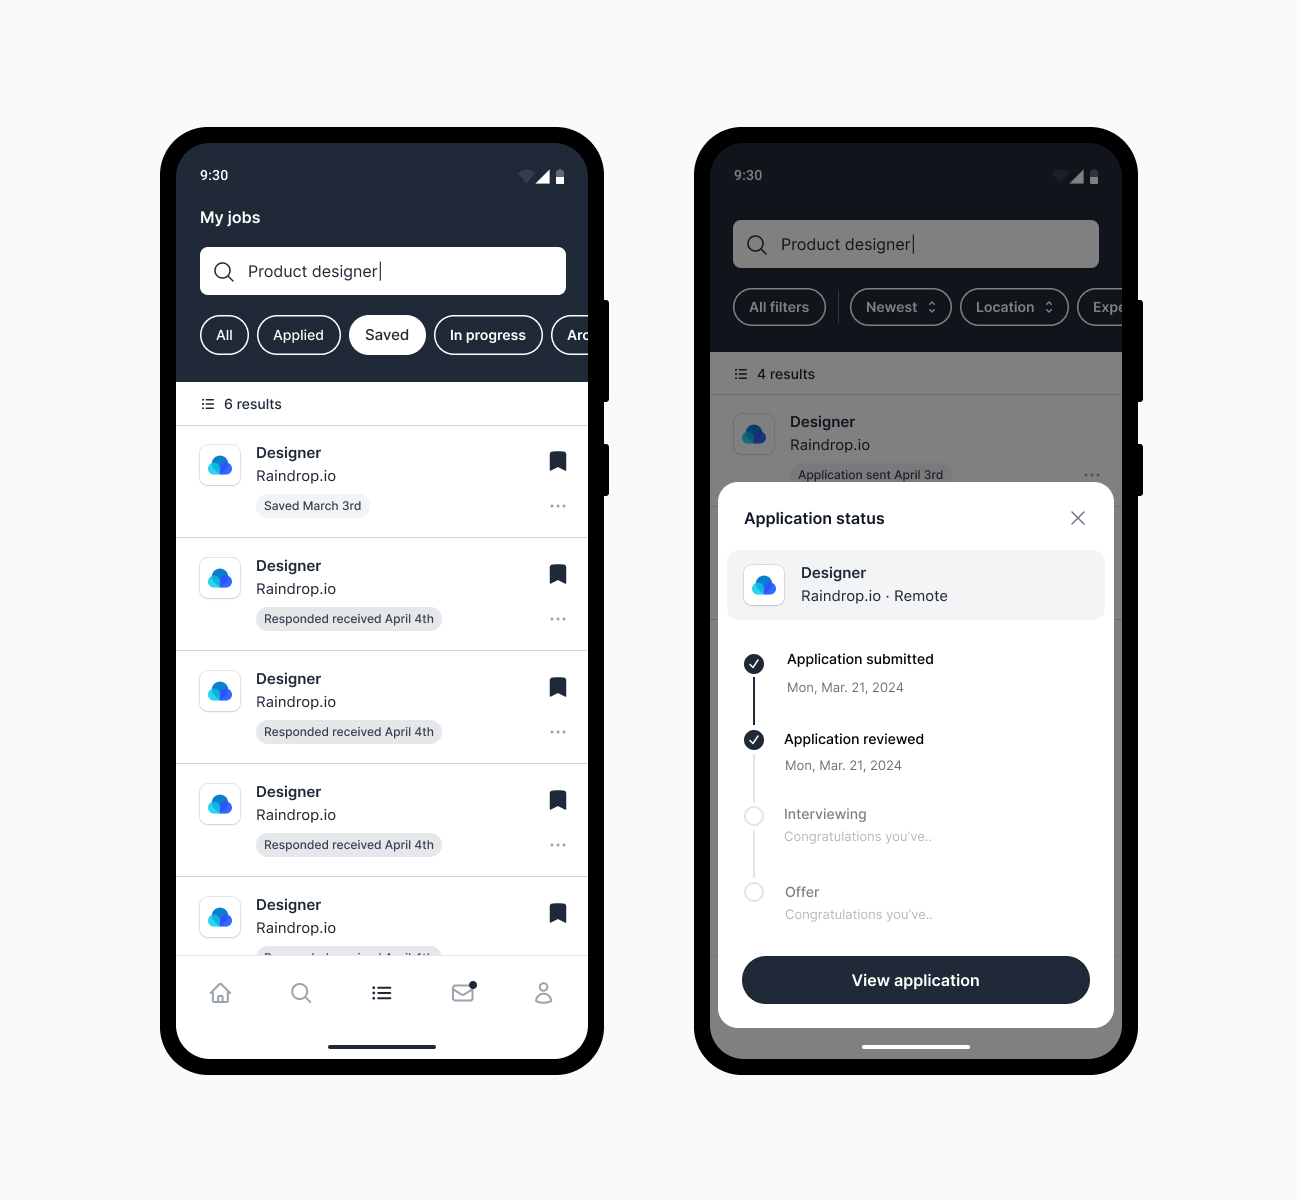 9:30
My jobs
Product designer
All Applied Saved In progress Arc
6 results
Designer
Raindrop.io
Saved March 3rd
Designer
Raindrop.io
Responded received April 4th
Designer
Raindrop.io
Responded received April 4th
Designer
Raindrop.io
Responded received April 4th
Designer
Raindrop.io
9:30
Product designer
All filters Newest Location Expe
4 results
Designer
Raindrop.io
Application sent April 3rd
Application status
Designer
Raindrop.io · Remote
Application submitted
Mon, Mar. 21, 2024
Application reviewed
Mon, Mar. 21, 2024
Interviewing
Congratulations you've..
Offer
Congratulations you've..
View application